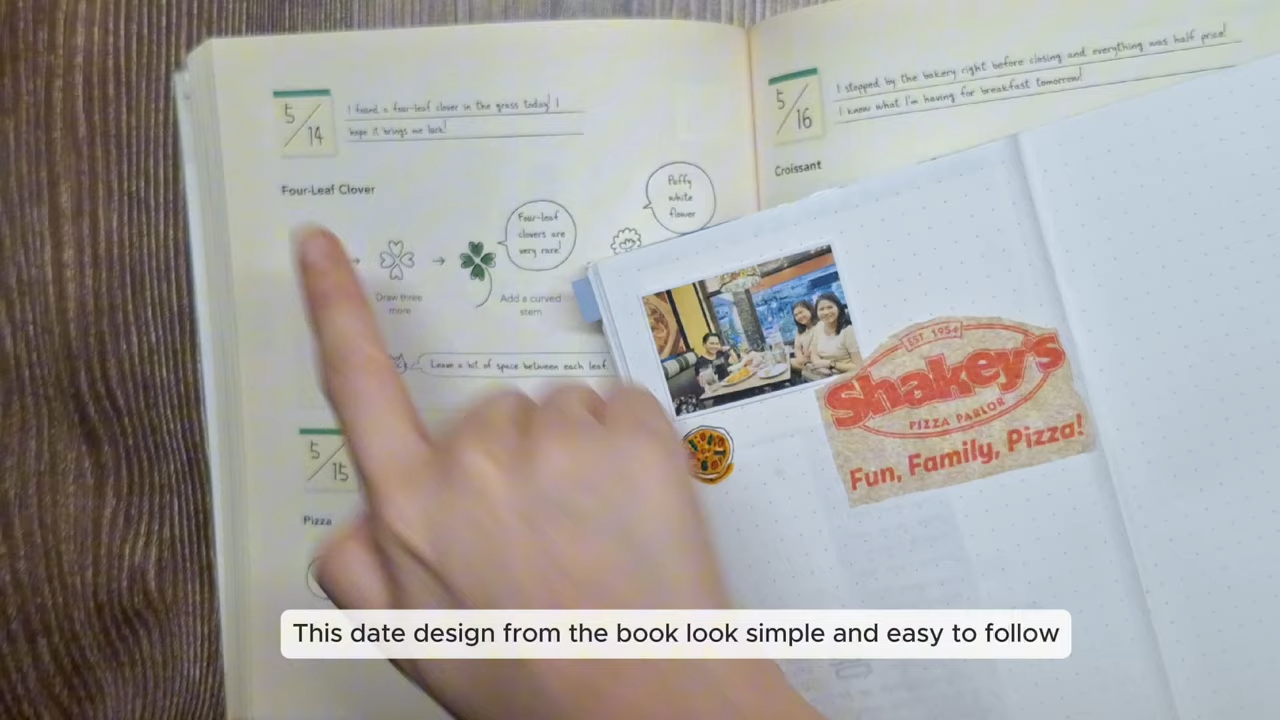 5/14
I found a four-leaf clover in the grass today! I
hope it brings me luck!
Four-Leaf Clover
Draw three
more
Four-leaf
clovers are
very rare!
Add a curved
stem
Puffy
white
flower
Leave a bit of space between each leaf
5/15
Pizza
5/16
I stopped by the bakery right before closing and everything was half price!
I know what I'm having for breakfast tomorrow!
Croissant
EST. 1954
Shakey's
PIZZA PARLOR
Fun, Family, Pizza!
This date design from the book look simple and easy to follow